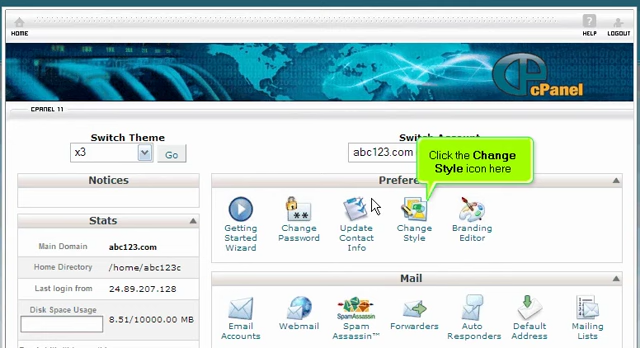 HOME
HELP
LOGOUT
cPanel
CPANEL 11
Switch Theme
x3
Go
Switch Account
abc123.com
Click the Change
Style icon here
Notices
Stats
Main Domain abc123.com
Home Directory /home/abc123c
Last login from 24.89.207.128
Disk Space Usage
8.51/10000.00 MB
Getting
Started
Wizard
Change
Password
Update
Contact
Info
Change
Style
Branding
Editor
Mail
Email
Accounts
Webmail
SpamAssassin
Spam
Assassin™
Forwarders
Auto
Responders
Default
Address
Mailing
Lists